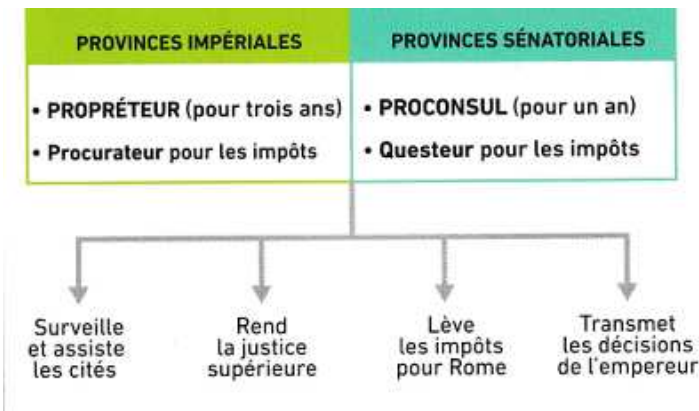 PROVINCES IMPÉRIALES
PROVINCES SÉNATORIALES
• PROPRÉTEUR (pour trois ans)
• Procurateur pour les impôts
• PROCONSUL (pour un an)
• Questeur pour les impôts
Surveille
et assiste
les cités
Rend
la justice
supérieure
Lève
les impôts
pour Rome
Transmet
les décisions
de l'empereur